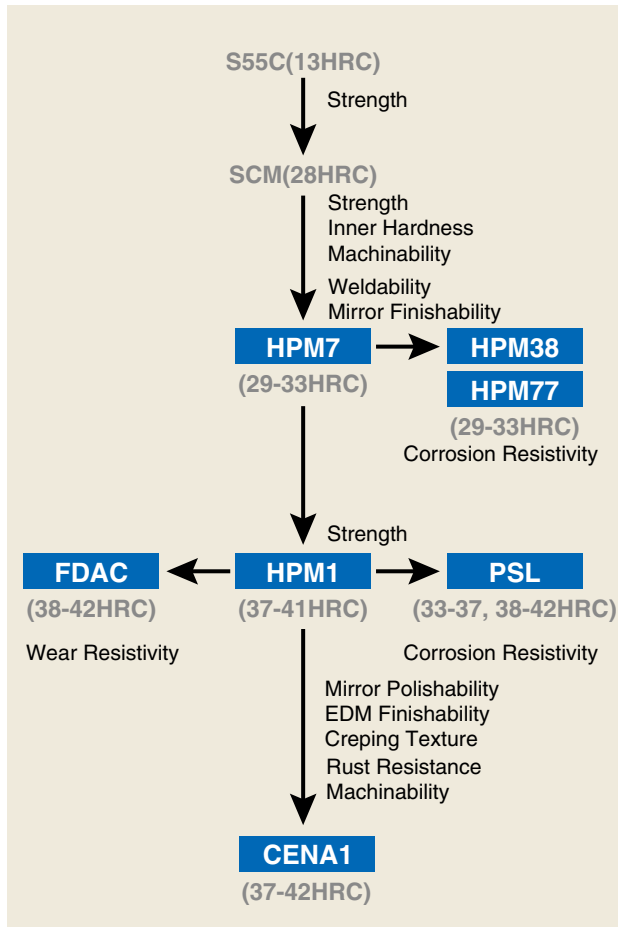 S55C(13HRC)
Strength
SCM(28HRC)
Strength
Inner Hardness
Machinability
Weldability
Mirror Finishability
HPM7
HPM38
HPM77
(29-33HRC)
(29-33HRC)
Corrosion Resistivity
Strength
FDAC
HPM1
PSL
(38-42HRC)
(37-41HRC)
(33-37, 38-42HRC)
Wear Resistivity
Corrosion Resistivity
Mirror Polishability
EDM Finishability
Creping Texture
Rust Resistance
Machinability
CENA1
(37-42HRC)